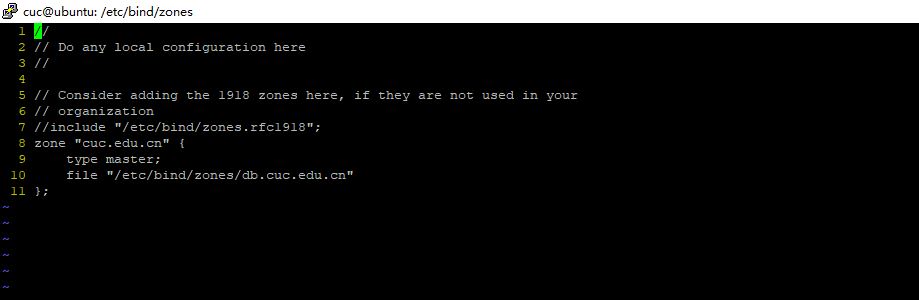 cuc@ubuntu: /etc/bind/zones
1 //
2 // Do any local configuration here
3 //
4
5 // Consider adding the 1918 zones here, if they are not used in your
6 // organization
7 //include "/etc/bind/zones.rfc1918";
8 zone "cuc.edu.cn" {
9     type master;
10     file "/etc/bind/zones/db.cuc.edu.cn"
11 };
~
~
~
~
~
~